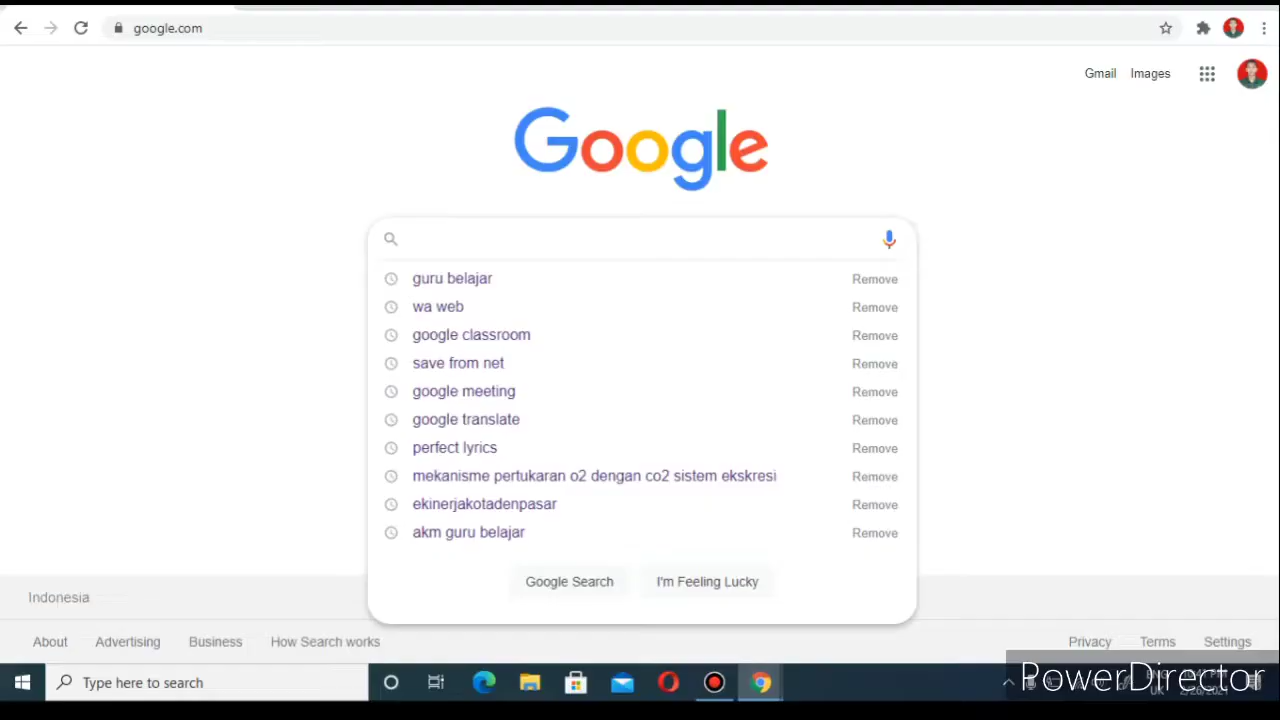 google.com
Gmail Images
Google
guru belajar Remove
wa web Remove
google classroom Remove
save from net Remove
google meeting Remove
google translate Remove
perfect lyrics Remove
mekanisme pertukaran o2 dengan co2 sistem ekskresi Remove
ekinerjakotadenpasar Remove
akm guru belajar Remove
Google Search I'm Feeling Lucky
Indonesia
About Advertising Business How Search works Privacy Terms Settings
Type here to search
PowerDirector